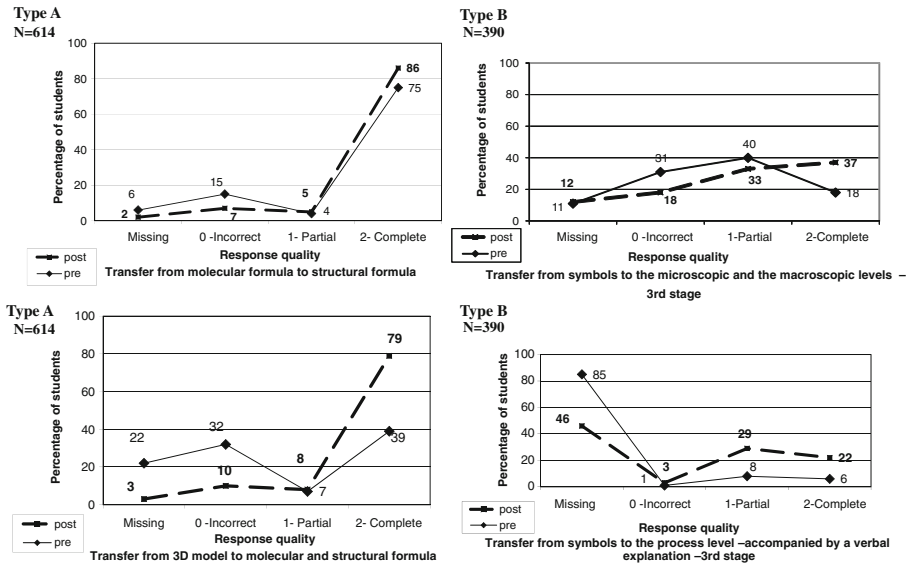 Type A
N=614
Percentage of students
100
80
60
40
20
0
6
15
5
4
2
7
86
75
Missing
0 -Incorrect
1- Partial
2- Complete
Response quality
post
pre
Transfer from molecular formula to structural formula
Type B
N=390
Percentage of students
100
80
60
40
20
0
12
11
31
18
40
33
37
18
Missing
0 -Incorrect
1-Partial
2-Complete
Response quality
post
pre
Transfer from symbols to the microscopic and the macroscopic levels –
3rd stage
Type A
N=614
Percentage of students
100
80
60
40
20
0
22
3
32
10
8
7
79
39
Missing
0 -Incorrect
1- Partial
2- Complete
Response quality
post
pre
Transfer from 3D model to molecular and structural formula
Type B
N=390
Percentage of students
100
80
60
40
20
0
85
46
1
3
29
8
22
6
Missing
0 -Incorrect
1-Partial
2-Complete
Response quality
post
pre
Transfer from symbols to the process level –accompanied by a verbal
explanation –3rd stage